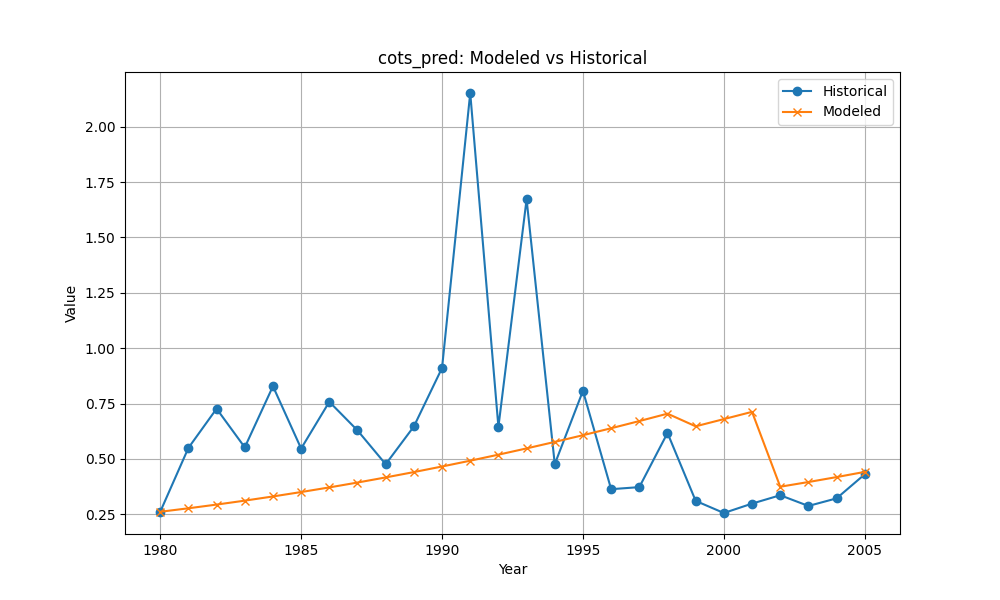 cots_pred: Modeled vs Historical
Historical
Modeled
Value
2.00
1.75
1.50
1.25
1.00
0.75
0.50
0.25
1980 1985 1990 1995 2000 2005
Year